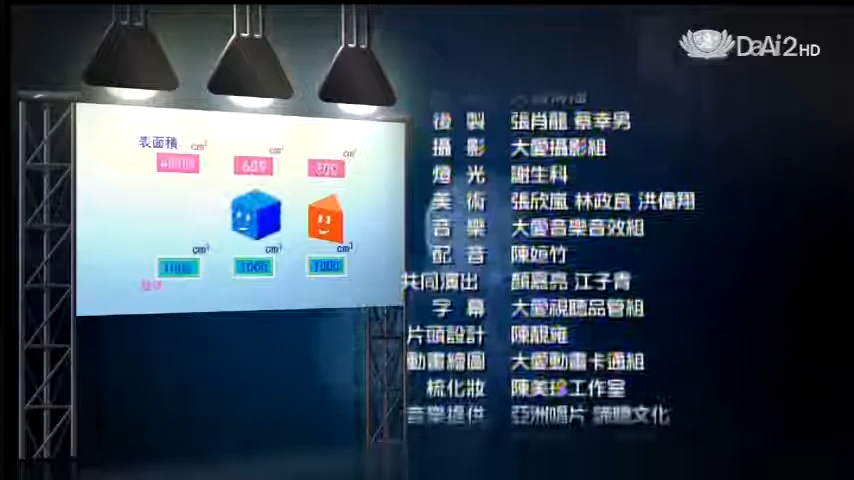 DaAi2HD
表面積 cm² cm² cm²
600
cm³ cm³ cm³
1000 1000 1000
後製 張肖龍 蔡幸男
攝影 大愛攝影組
燈光 謝生科
美術 張欣嵐 林政良 洪偉翔
音樂 大愛音樂音效組
配音 陳姮竹
共同演出 顏嘉亮 江子青
字幕 大愛視聽品管組
片頭設計 陳靚雍
動畫繪圖 大愛動畫卡通組
梳化妝 陳美珍工作室
音樂提供 亞洲唱片 諦聽文化